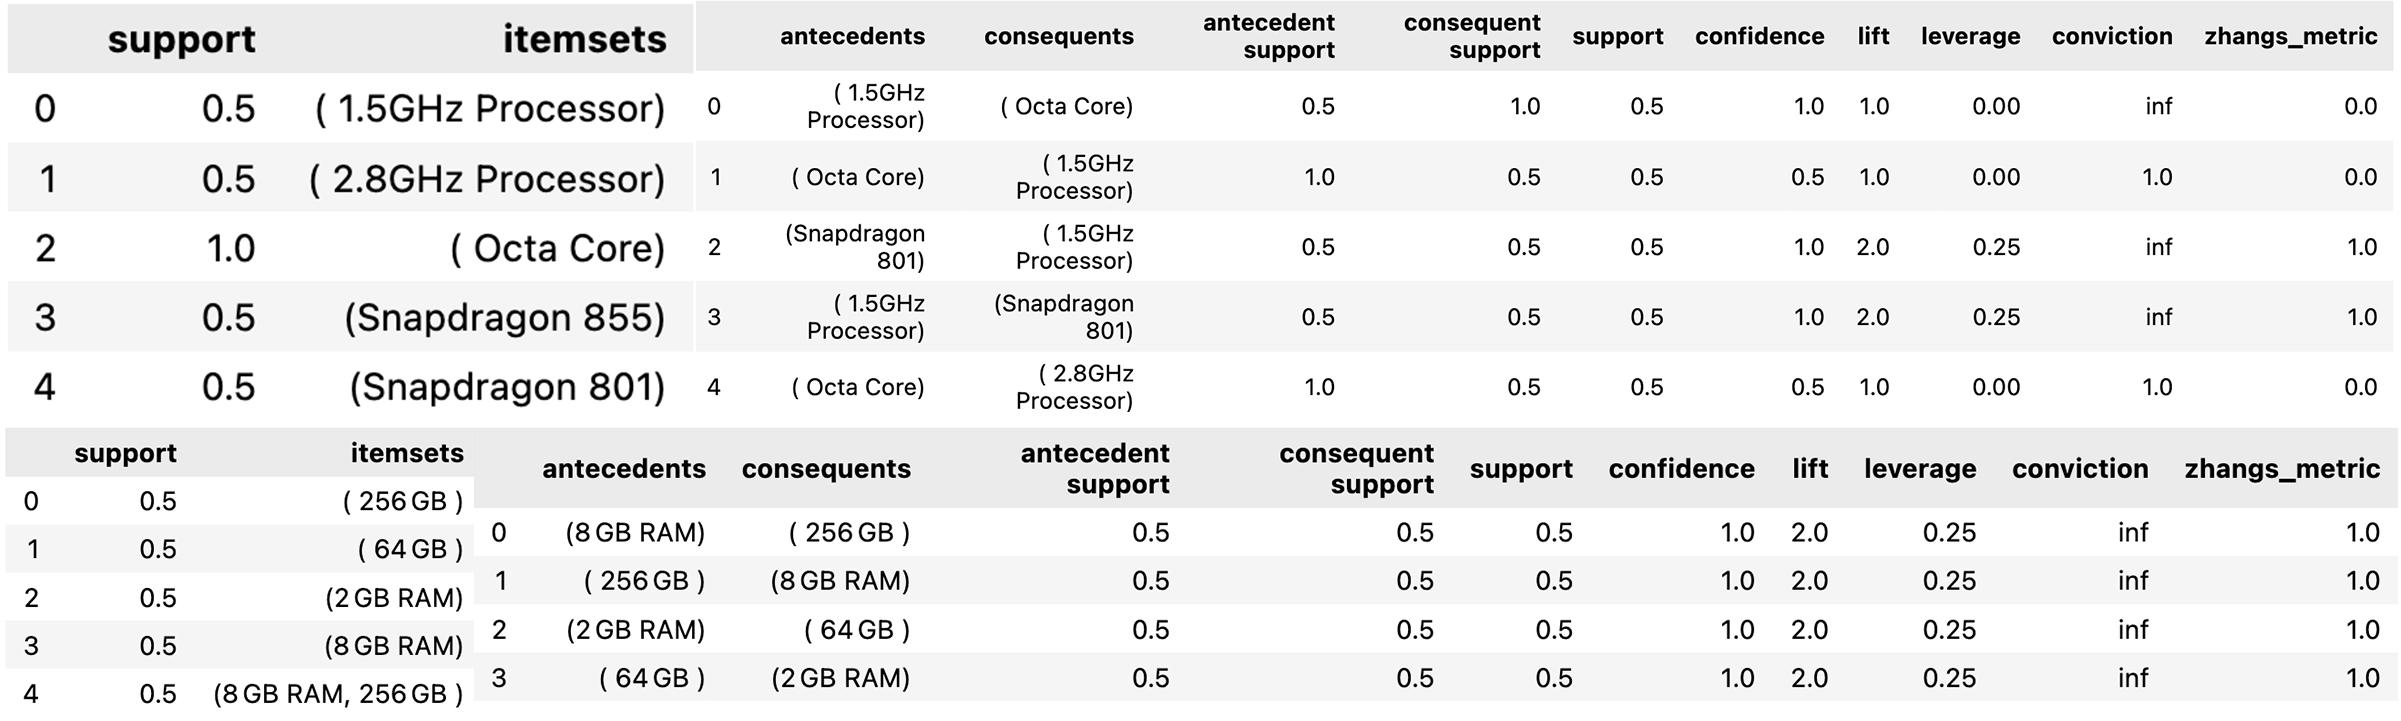 support itemsets
0 0.5 ( 1.5GHz Processor)
1 0.5 ( 2.8GHz Processor)
2 1.0 ( Octa Core)
3 0.5 (Snapdragon 855)
4 0.5 (Snapdragon 801)
antecedents consequents antecedent support consequent support support confidence lift leverage conviction zhangs_metric
0 ( 1.5GHz Processor) ( Octa Core) 0.5 1.0 0.5 1.0 1.0 0.00 inf 0.0
1 ( Octa Core) ( 1.5GHz Processor) 1.0 0.5 0.5 0.5 1.0 0.00 1.0 0.0
2 (Snapdragon 801) ( 1.5GHz Processor) 0.5 0.5 0.5 1.0 2.0 0.25 inf 1.0
3 ( 1.5GHz Processor) (Snapdragon 801) 0.5 0.5 0.5 1.0 2.0 0.25 inf 1.0
4 ( Octa Core) ( 2.8GHz Processor) 1.0 0.5 0.5 0.5 1.0 0.00 1.0 0.0
support itemsets
0 0.5 ( 256 GB )
1 0.5 ( 64 GB )
2 0.5 (2 GB RAM)
3 0.5 (8 GB RAM)
4 0.5 (8 GB RAM, 256 GB )
antecedents consequents antecedent support consequent support support confidence lift leverage conviction zhangs_metric
0 (8 GB RAM) ( 256 GB ) 0.5 0.5 0.5 1.0 2.0 0.25 inf 1.0
1 ( 256 GB ) (8 GB RAM) 0.5 0.5 0.5 1.0 2.0 0.25 inf 1.0
2 (2 GB RAM) ( 64 GB ) 0.5 0.5 0.5 1.0 2.0 0.25 inf 1.0
3 ( 64 GB ) (2 GB RAM) 0.5 0.5 0.5 1.0 2.0 0.25 inf 1.0